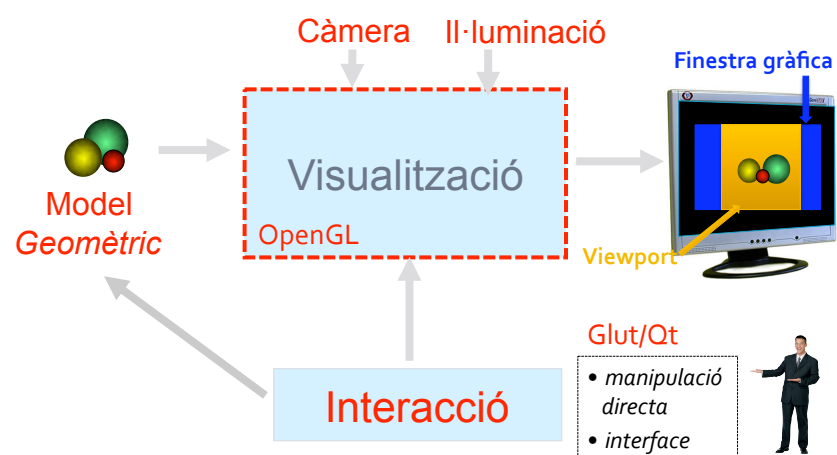 Càmera
Il·luminació
Finestra gràfica
Visualització
Model
Geomètric
OpenGL
Viewport
Glut/Qt
Interacció
• manipulació
directa
• interface